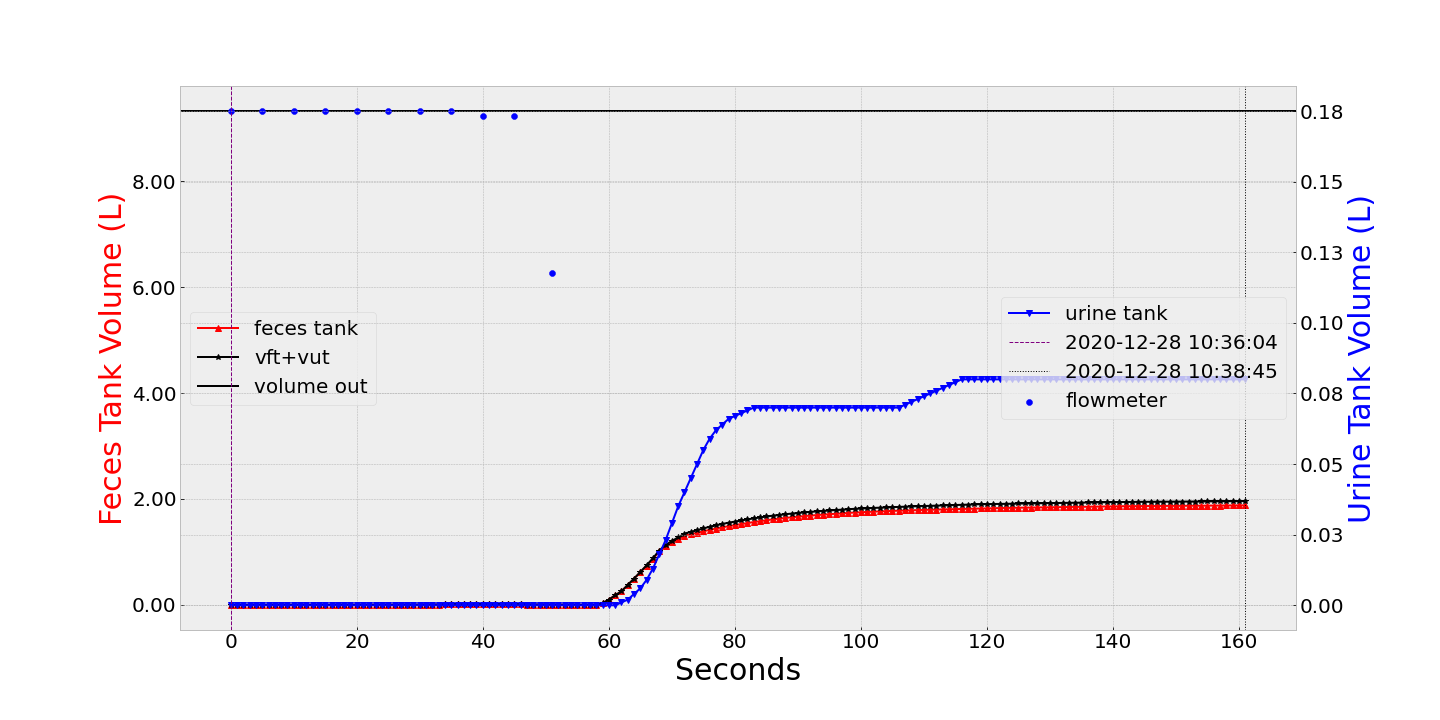 Feces Tank Volume (L)
8.00
6.00
4.00
2.00
0.00
feces tank
vft+vut
volume out
urine tank
2020-12-28 10:36:04
2020-12-28 10:38:45
flowmeter
0.18
0.15
0.13
0.10
0.08
0.05
0.03
0.00
Urine Tank Volume (L)
0 20 40 60 80 100 120 140 160
Seconds